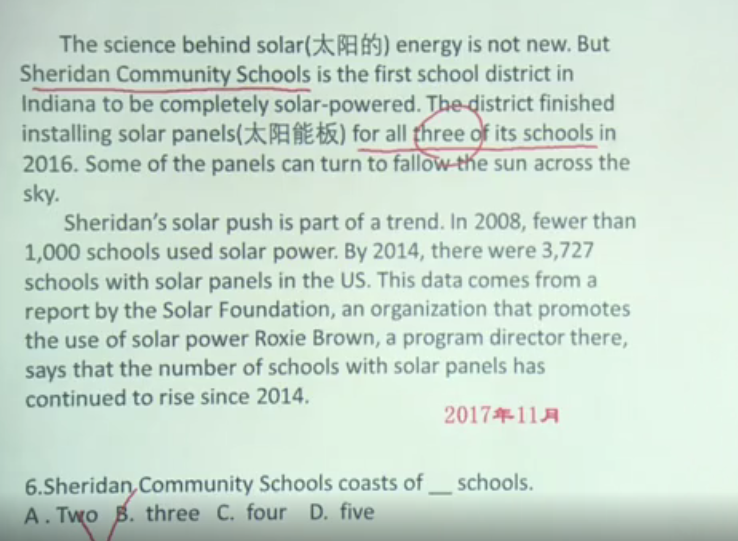 The science behind solar(太阳的) energy is not new. But
Sheridan Community Schools is the first school district in
Indiana to be completely solar-powered. The district finished
installing solar panels(太阳能板) for all three of its schools in
2016. Some of the panels can turn to fallow the sun across the
sky.
Sheridan's solar push is part of a trend. In 2008, fewer than
1,000 schools used solar power. By 2014, there were 3,727
schools with solar panels in the US. This data comes from a
report by the Solar Foundation, an organization that promotes
the use of solar power Roxie Brown, a program director there,
says that the number of schools with solar panels has
continued to rise since 2014.
2017年11月
6.Sheridan Community Schools coasts of __ schools.
A . Two B. three C. four D. five